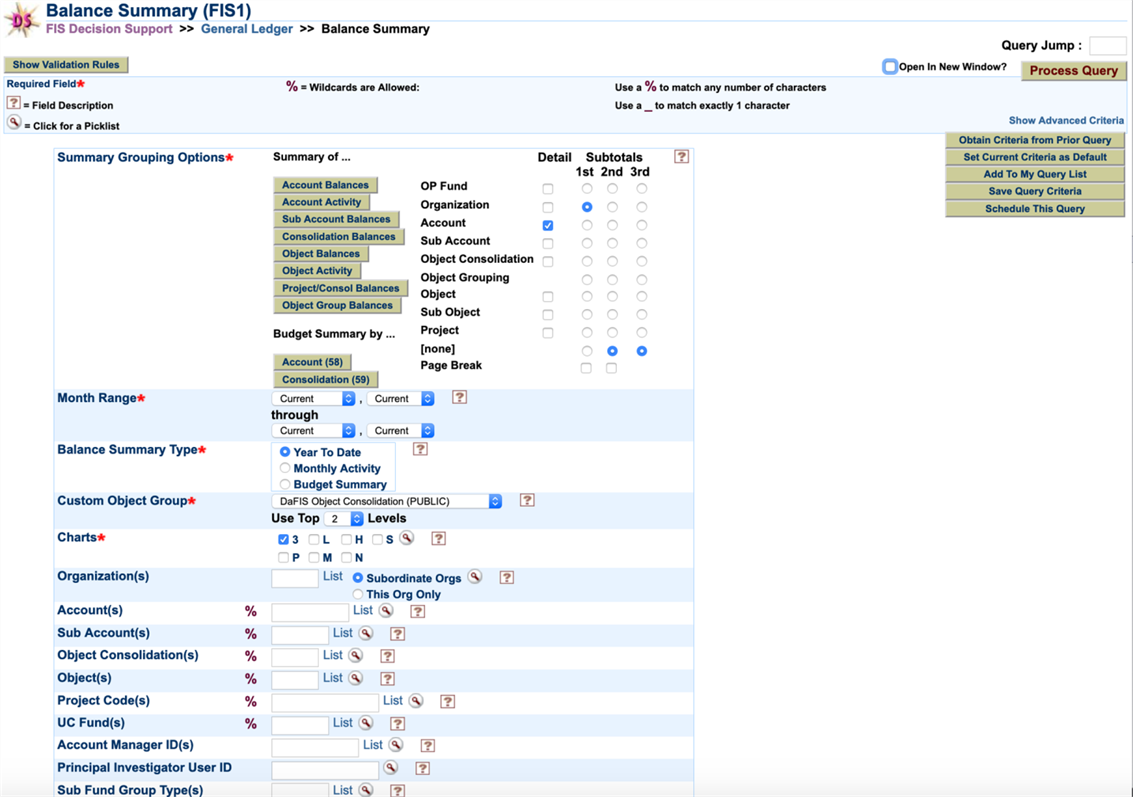 DS
Balance Summary (FIS1)
FIS Decision Support >> General Ledger >> Balance Summary
Query Jump :
Show Validation Rules
Open In New Window?
Process Query
Required Field*
% = Wildcards are Allowed:
Use a % to match any number of characters
? = Field Description
Use a _ to match exactly 1 character
= Click for a Picklist
Show Advanced Criteria
Obtain Criteria from Prior Query
Set Current Criteria as Default
Add To My Query List
Save Query Criteria
Schedule This Query
Summary Grouping Options*
Summary of ...
Account Balances
Account Activity
Sub Account Balances
Consolidation Balances
Object Balances
Object Activity
Project/Consol Balances
Object Group Balances
Budget Summary by ...
Account (58)
Consolidation (59)
Detail Subtotals ?
1st 2nd 3rd
OP Fund
Organization
Account
Sub Account
Object Consolidation
Object Grouping
Object
Sub Object
Project
[none]
Page Break
Month Range*
Current , Current ?
through
Current , Current
Balance Summary Type*
Year To Date ?
Monthly Activity
Budget Summary
Custom Object Group*
DaFIS Object Consolidation (PUBLIC) ?
Use Top 2 Levels
Charts*
3 L H S ?
P M N
Organization(s)
List Subordinate Orgs ?
This Org Only
Account(s) % List ?
Sub Account(s) % List ?
Object Consolidation(s) % List ?
Object(s) % List ?
Project Code(s) % List ?
UC Fund(s) % List ?
Account Manager ID(s) List ?
Principal Investigator User ID ?
Sub Fund Group Type(s) List ?